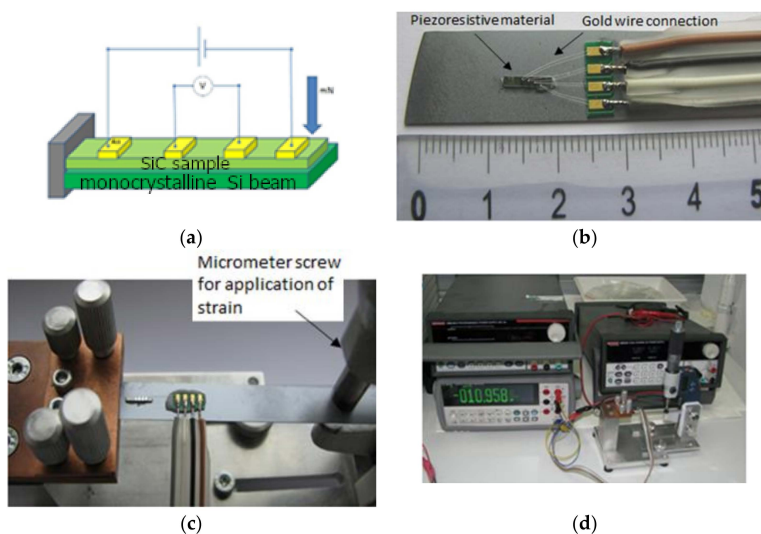 V
mN
Au
SiC sample
monocrystalline Si beam
(a)
Piezoresistive material
Gold wire connection
0 1 2 3 4 5
(b)
Micrometer screw
for application of
strain
(c)
-010.958
(d)